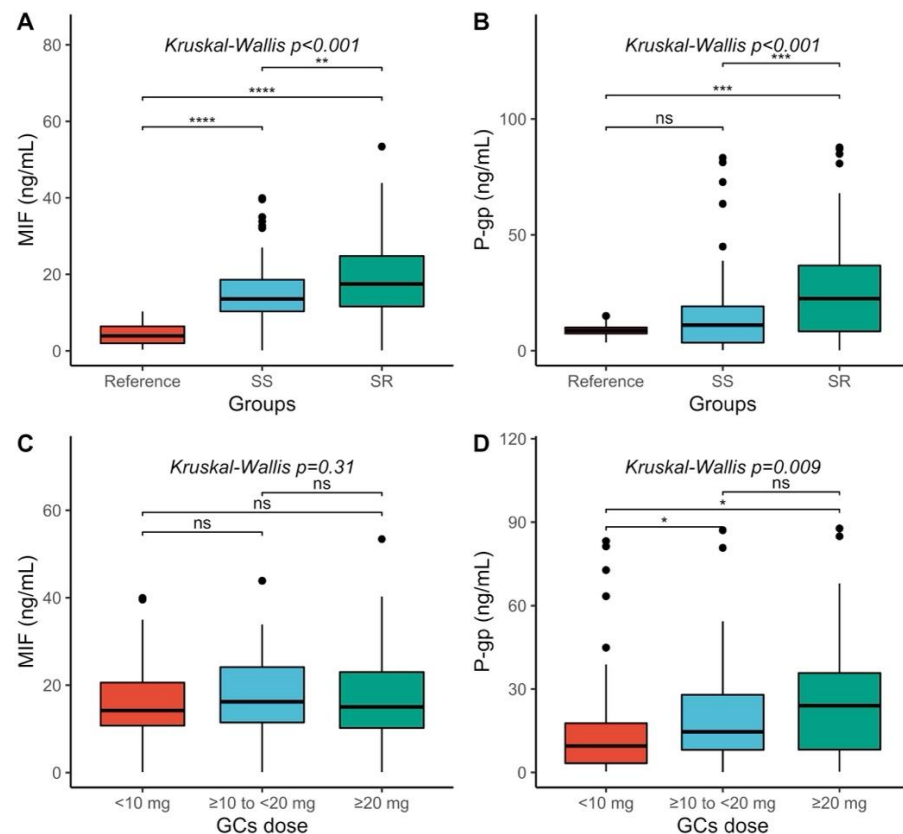 A
Kruskal-Wallis p<0.001
**
****
****
80
60
40
20
0
MIF (ng/mL)
Reference SS SR
Groups
B
Kruskal-Wallis p<0.001
***
***
ns
100
50
0
P-gp (ng/mL)
Reference SS SR
Groups
C
Kruskal-Wallis p=0.31
ns
ns
ns
60
40
20
0
MIF (ng/mL)
<10 mg ≥10 to <20 mg ≥20 mg
GCs dose
D
Kruskal-Wallis p=0.009
ns
*
*
120
90
60
30
0
P-gp (ng/mL)
<10 mg ≥10 to <20 mg ≥20 mg
GCs dose